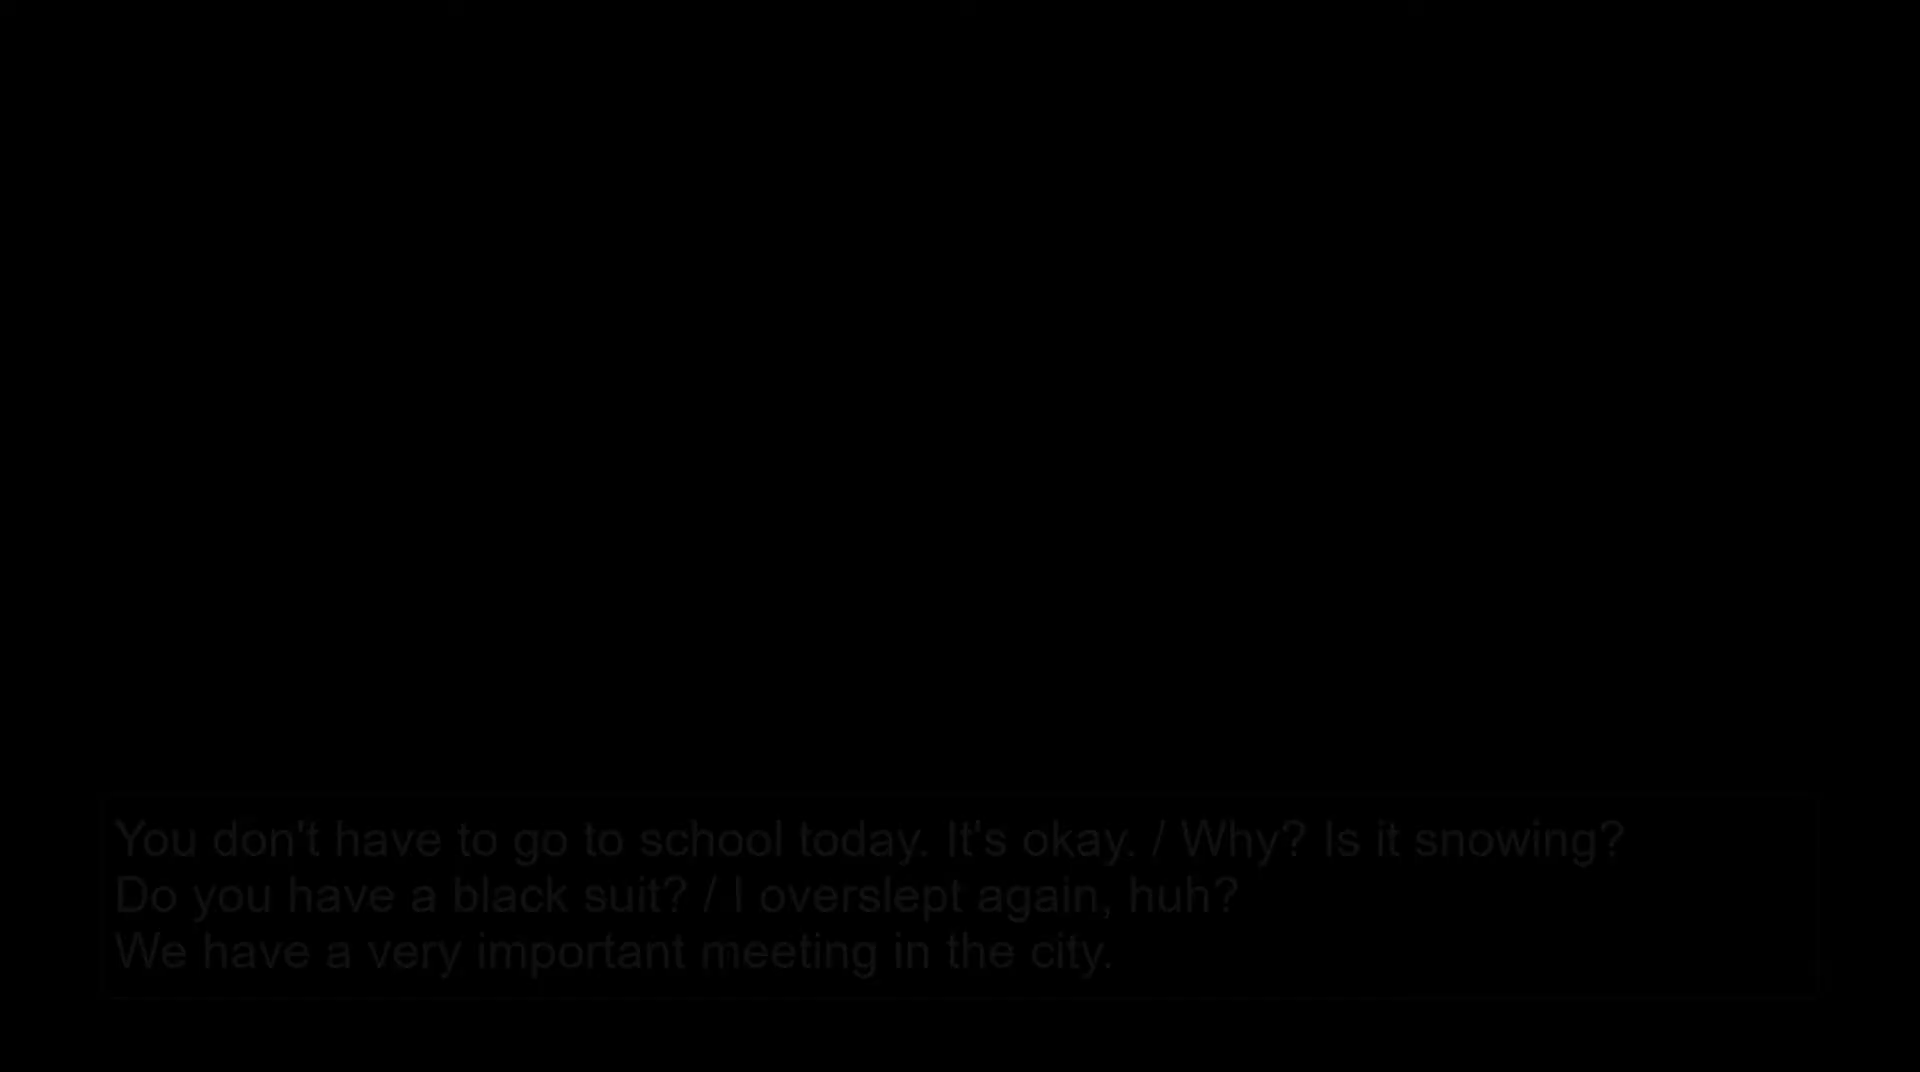 You don't have to go to school today. It's okay. / Why? Is it snowing?
Do you have a black suit? / I overslept again, huh?
We have a very important meeting in the city.